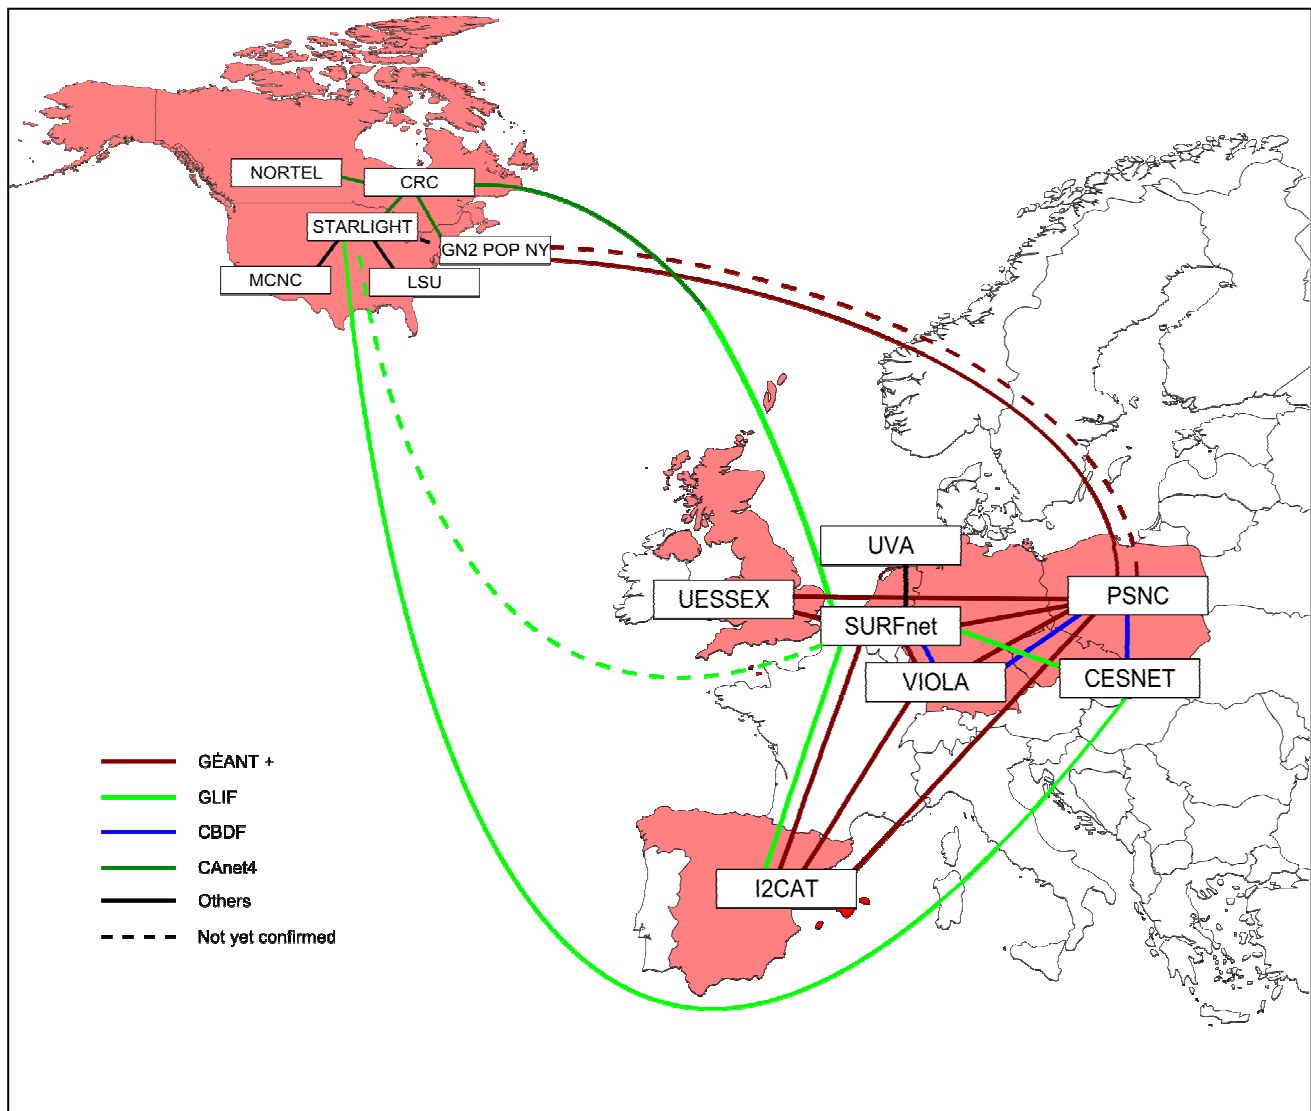 NORTEL
CRC
STARLIGHT
GN2 POP NY
MCNC
LSU
UVA
UESSEX
PSNC
SURFnet
VIOLA
CESNET
I2CAT
GÉANT +
GLIF
CBDF
CAnet4
Others
Not yet confirmed